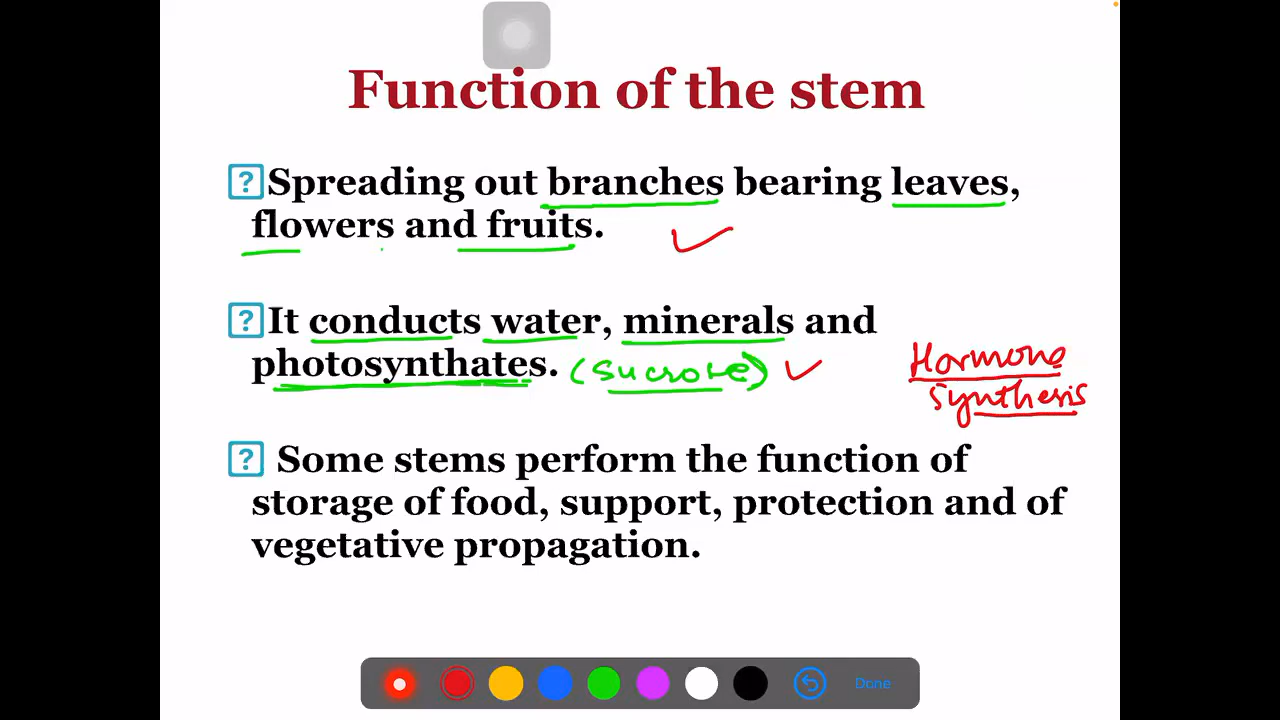 Function of the stem
Spreading out branches bearing leaves,
flowers and fruits.
It conducts water, minerals and
photosynthates. (Sucrose)
Hormone
Synthesis
Some stems perform the function of
storage of food, support, protection and of
vegetative propagation.
Done